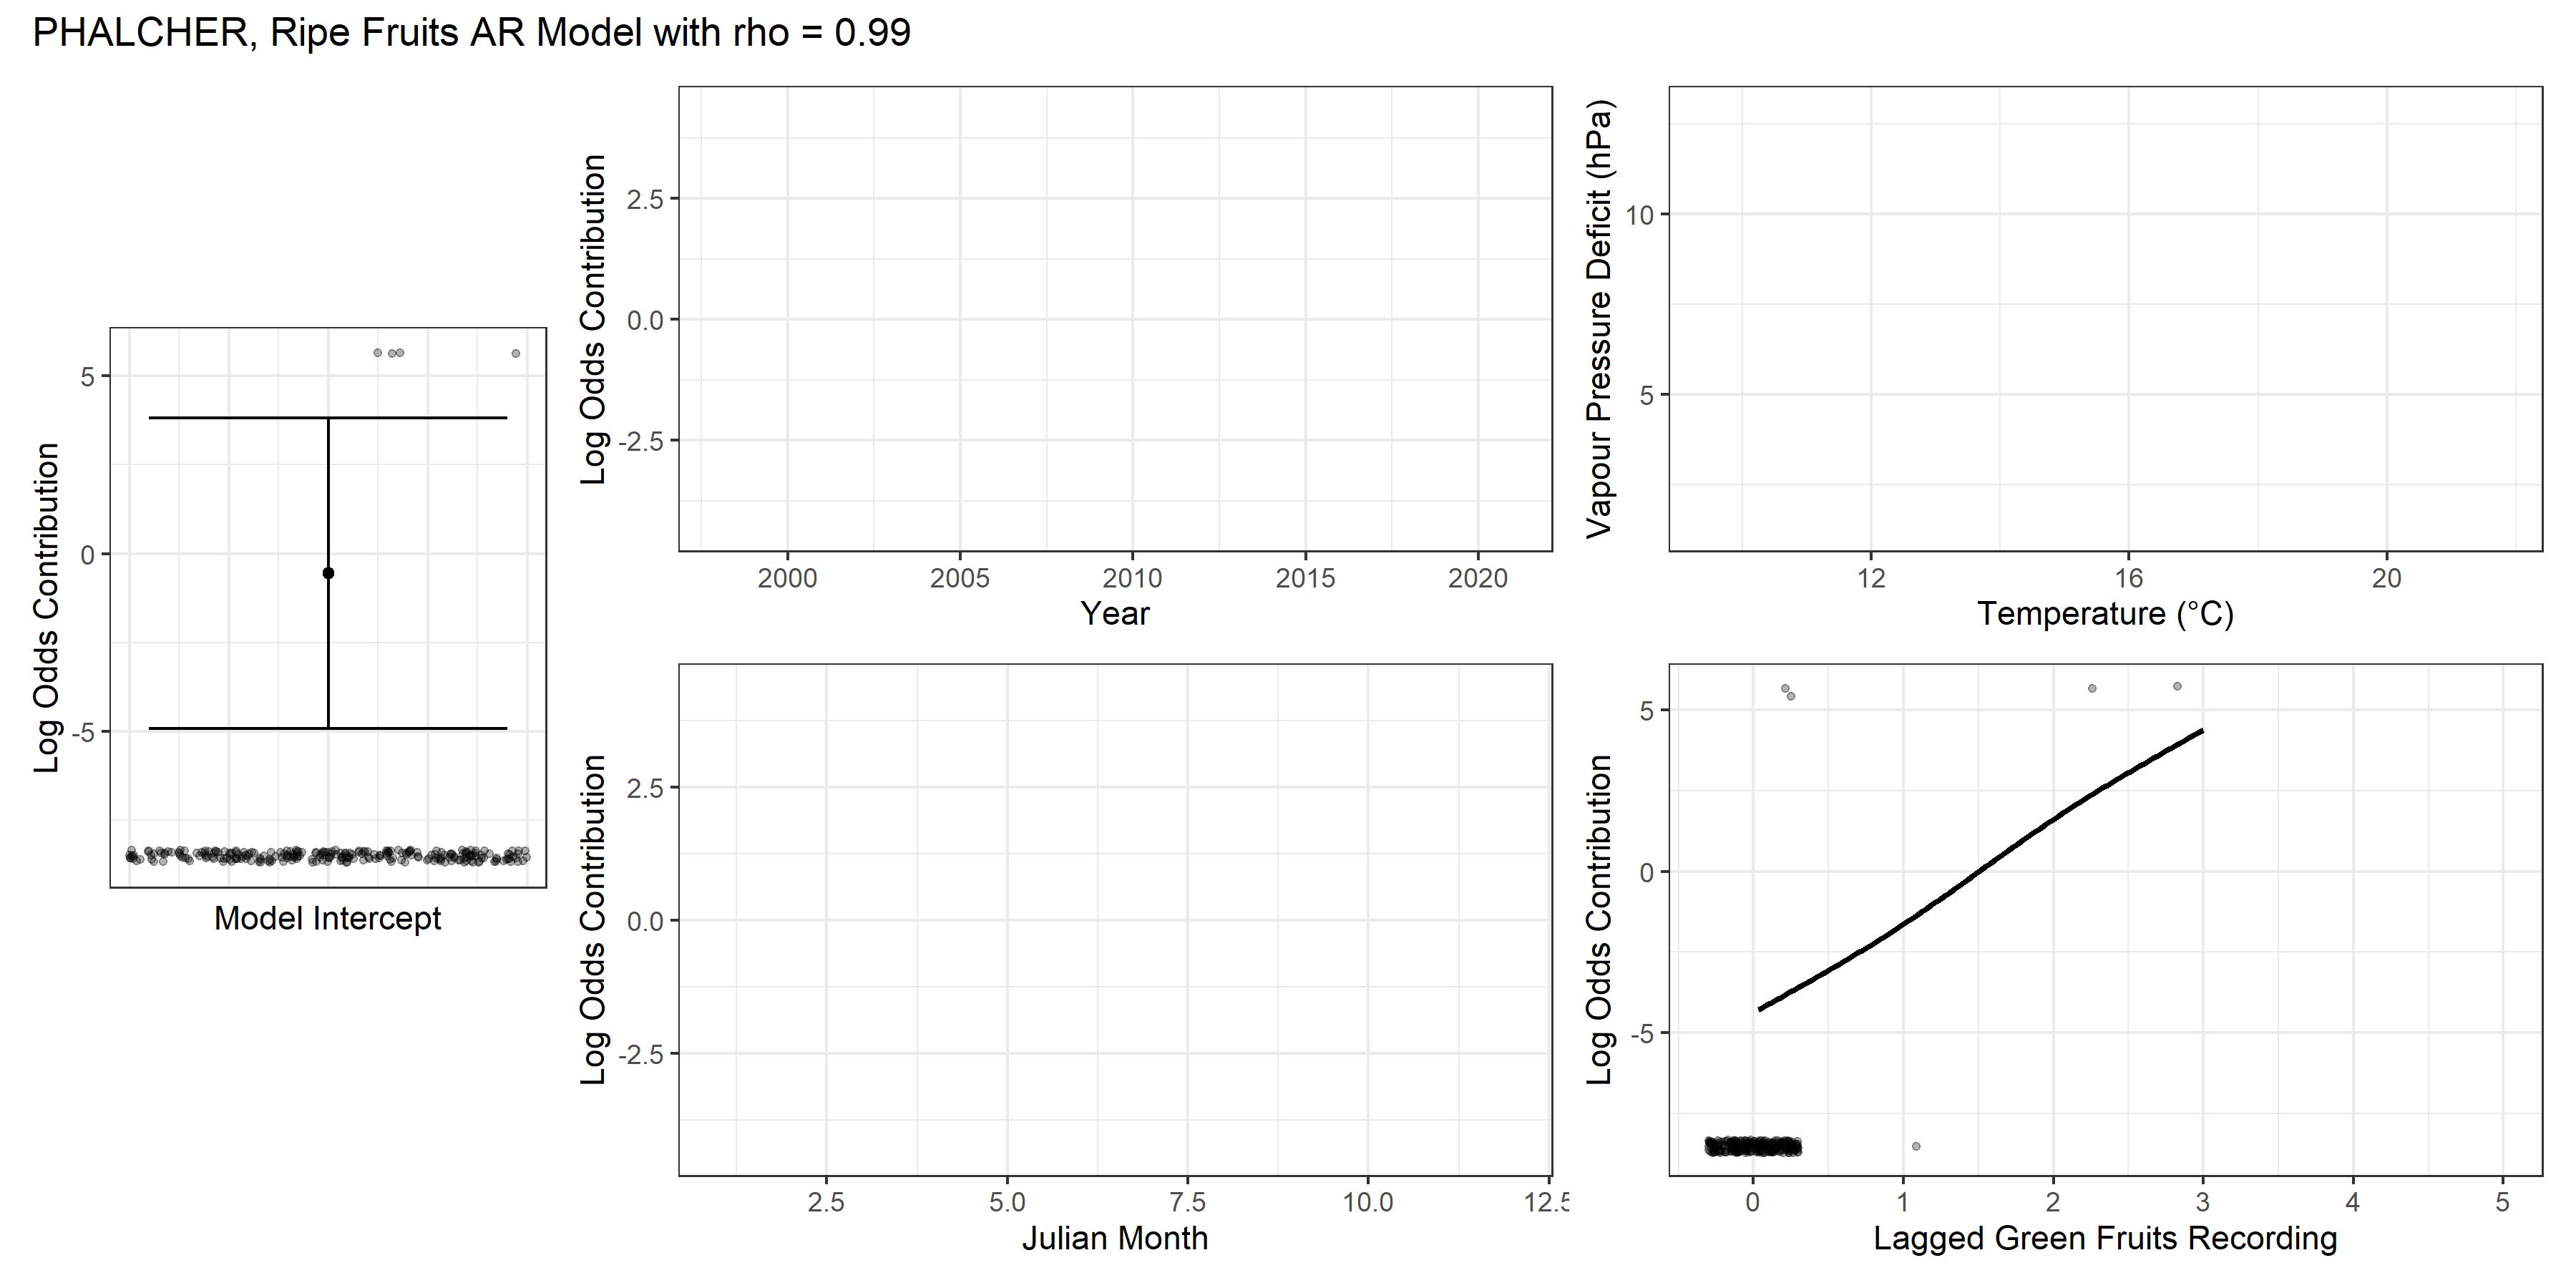 PHALCHER, Ripe Fruits AR Model with rho = 0.99
Log Odds Contribution
5
0
-5
Model Intercept
Log Odds Contribution
2.5
0.0
-2.5
2000 2005 2010 2015 2020
Year
Vapour Pressure Deficit (hPa)
10
5
12 16 20
Temperature (°C)
Log Odds Contribution
2.5
0.0
-2.5
2.5 5.0 7.5 10.0 12.5
Julian Month
Log Odds Contribution
5
0
-5
0 1 2 3 4 5
Lagged Green Fruits Recording